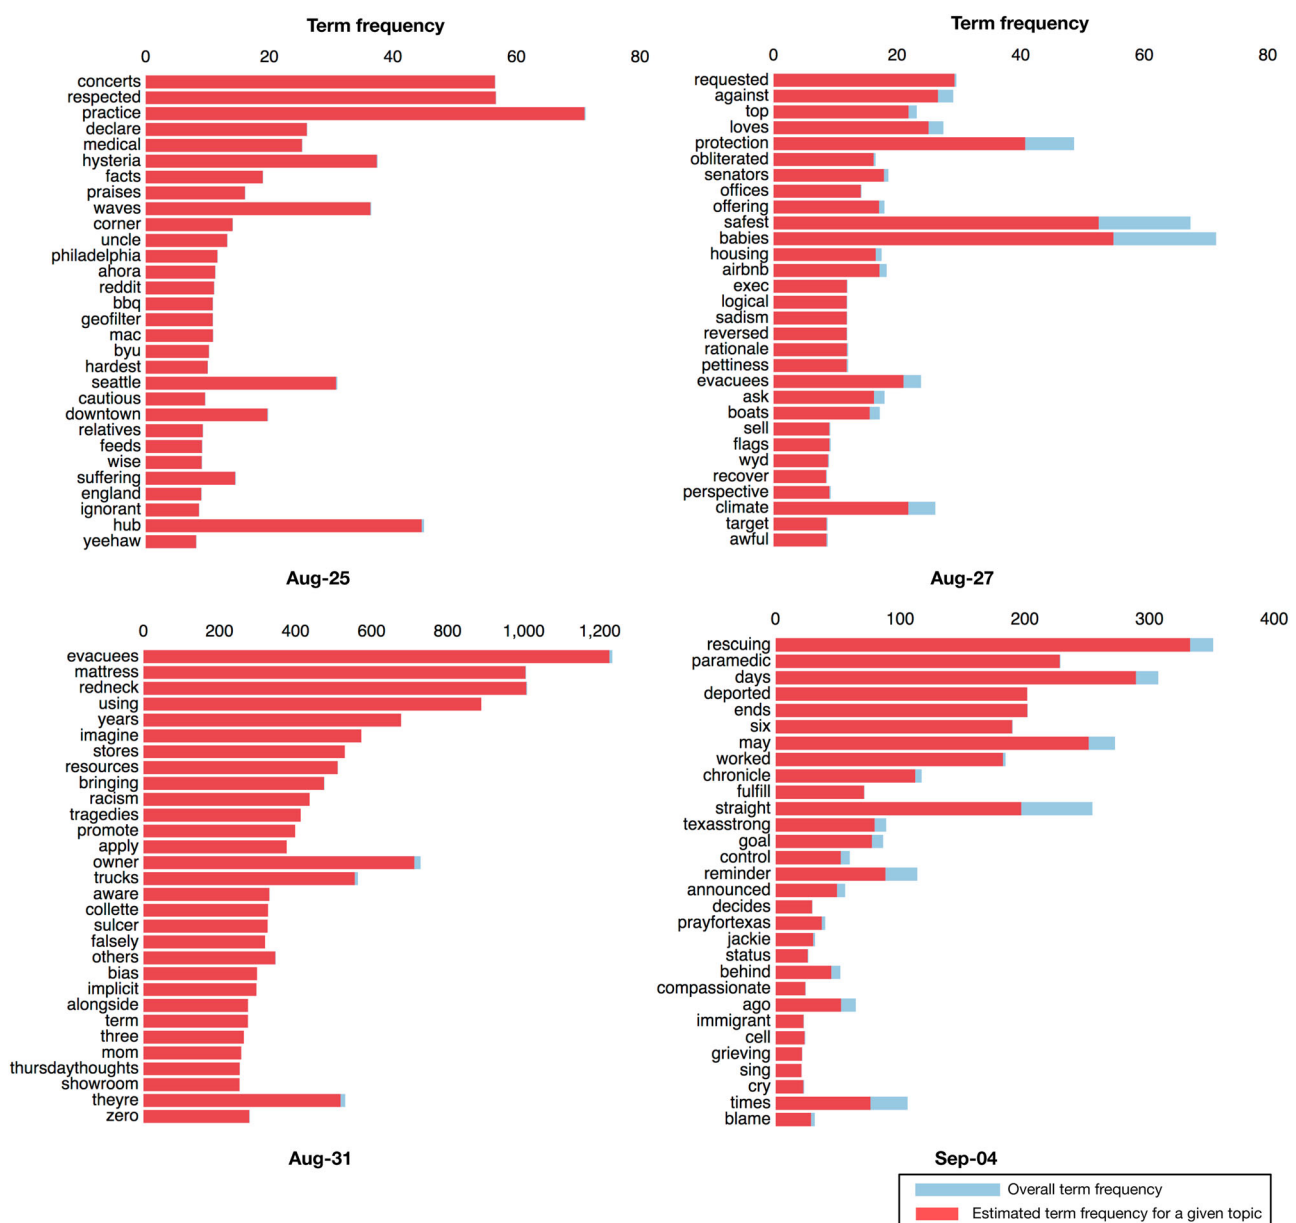 Term frequency
0 20 40 60 80
concerts
respected
practice
declare
medical
hysteria
facts
praises
waves
corner
uncle
philadelphia
ahora
reddit
bbq
geofilter
mac
byu
hardest
seattle
cautious
downtown
relatives
feeds
wise
suffering
england
ignorant
hub
yeehaw
Aug-25
Term frequency
0 20 40 60 80
requested
against
top
loves
protection
obliterated
senators
offices
offering
safest
babies
housing
airbnb
exec
logical
sadism
reversed
rationale
pettiness
evacuees
ask
boats
sell
flags
wyd
recover
perspective
climate
target
awful
Aug-27
0 200 400 600 800 1,000 1,200
evacuees
mattress
redneck
using
years
imagine
stores
resources
bringing
racism
tragedies
promote
apply
owner
trucks
aware
collette
sulcer
falsely
others
bias
implicit
alongside
term
three
mom
thursdaythoughts
showroom
theyre
zero
Aug-31
0 100 200 300 400
rescuing
paramedic
days
deported
ends
six
may
worked
chronicle
fulfill
straight
texasstrong
goal
control
reminder
announced
decides
prayfortexas
jackie
status
behind
compassionate
ago
immigrant
cell
grieving
sing
cry
times
blame
Sep-04
Overall term frequency
Estimated term frequency for a given topic